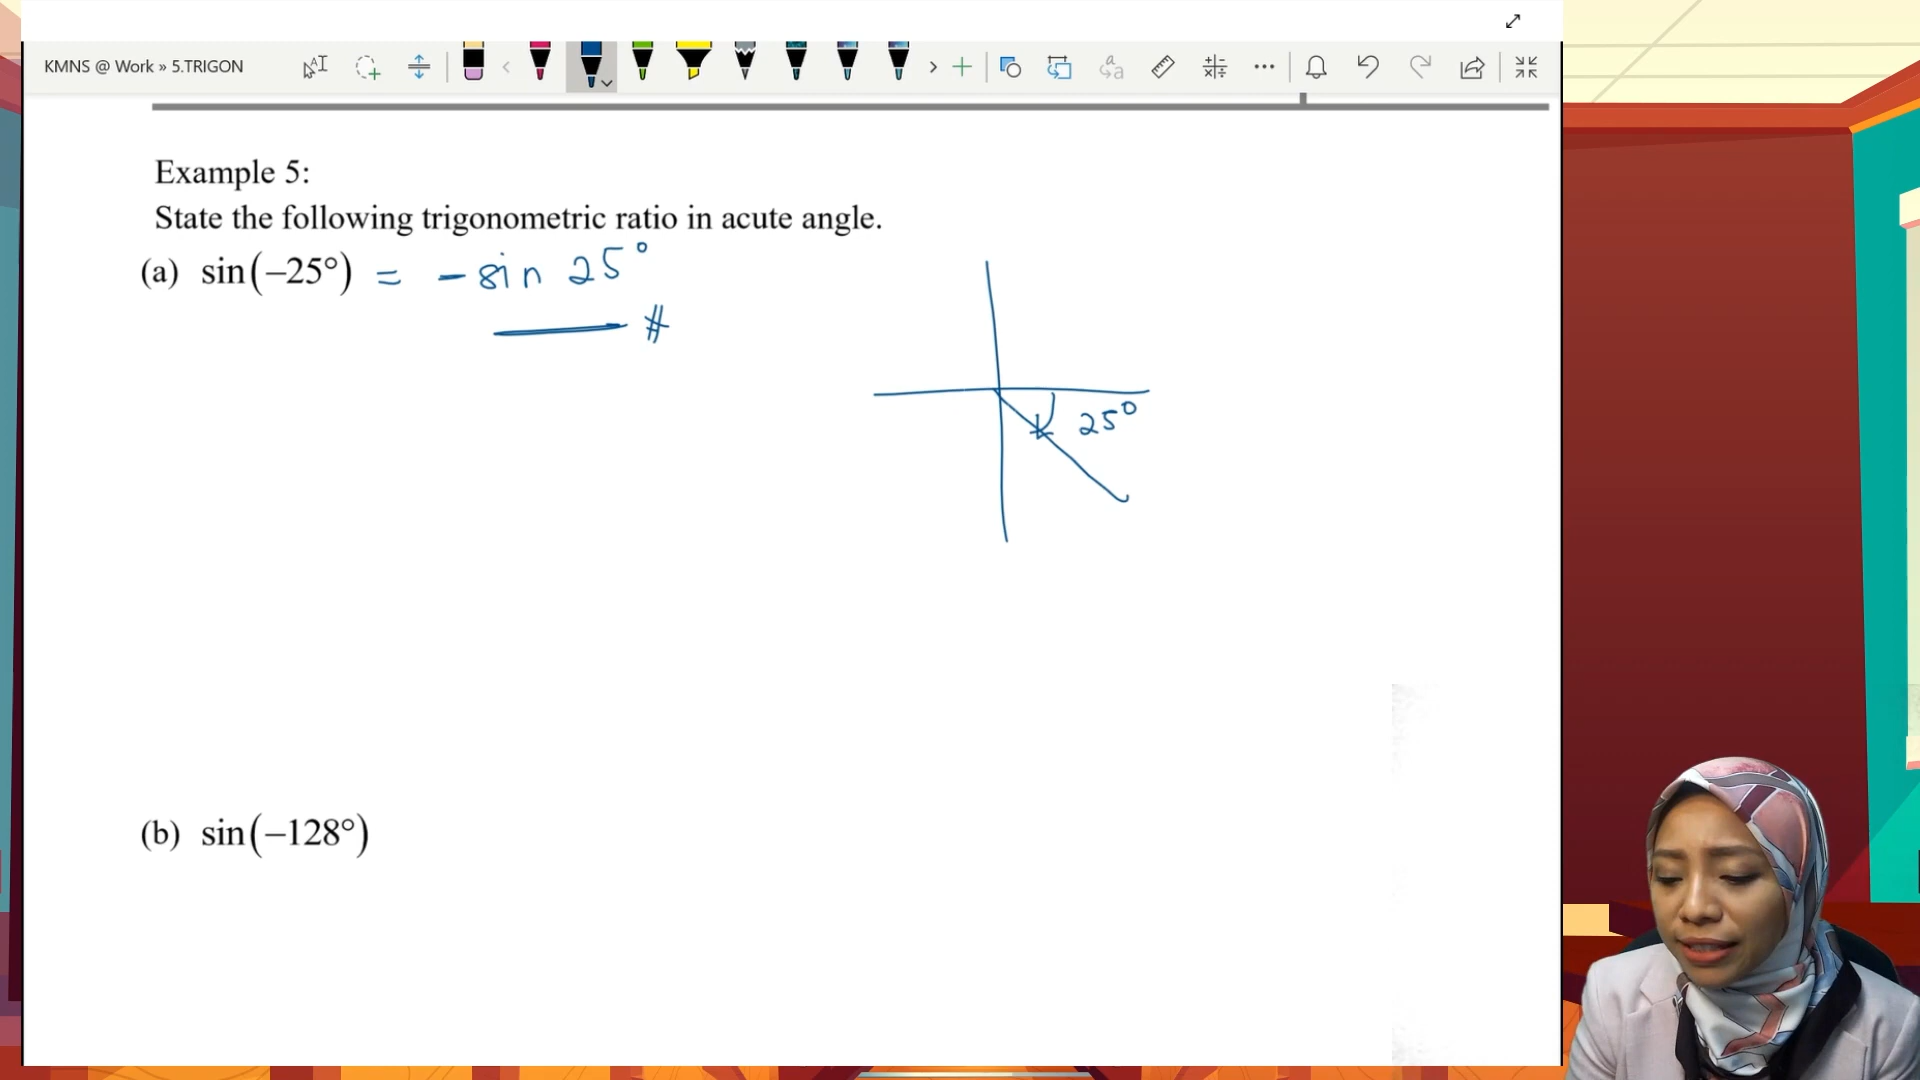 KMNS @ Work » 5.TRIGON
Example 5:
State the following trigonometric ratio in acute angle.
(a) sin(–25°) = - sin 25°
#
25°
(b) sin(–128°)